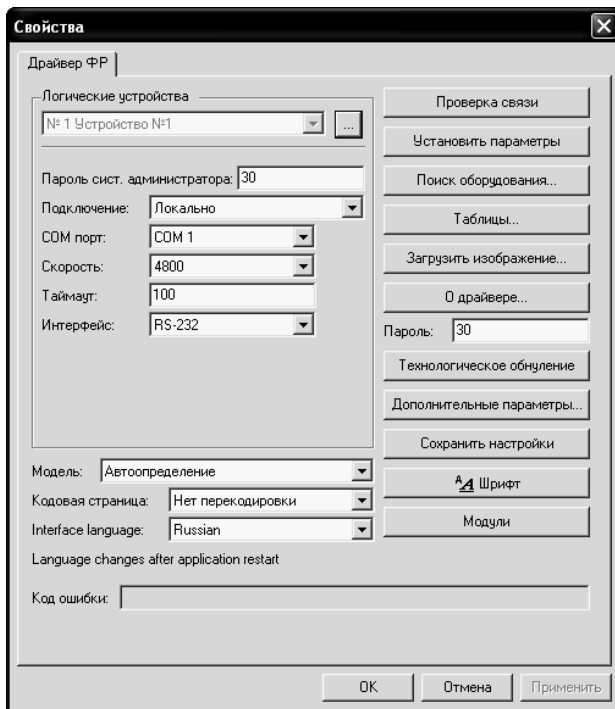 Свойства
Драйвер ФР
Логические устройства
№ 1 Устройство №1
...
Пароль сист. администратора: 30
Подключение: Локально
COM порт: COM 1
Скорость: 4800
Таймаут: 100
Интерфейс: RS-232
Проверка связи
Установить параметры
Поиск оборудования...
Таблицы...
Загрузить изображение...
О драйвере...
Пароль: 30
Технологическое обнуление
Дополнительные параметры...
Сохранить настройки
AA Шрифт
Модули
Модель: Автоопределение
Кодовая страница: Нет перекодировки
Interface language: Russian
Language changes after application restart
Код ошибки:
OK
Отмена
Применить